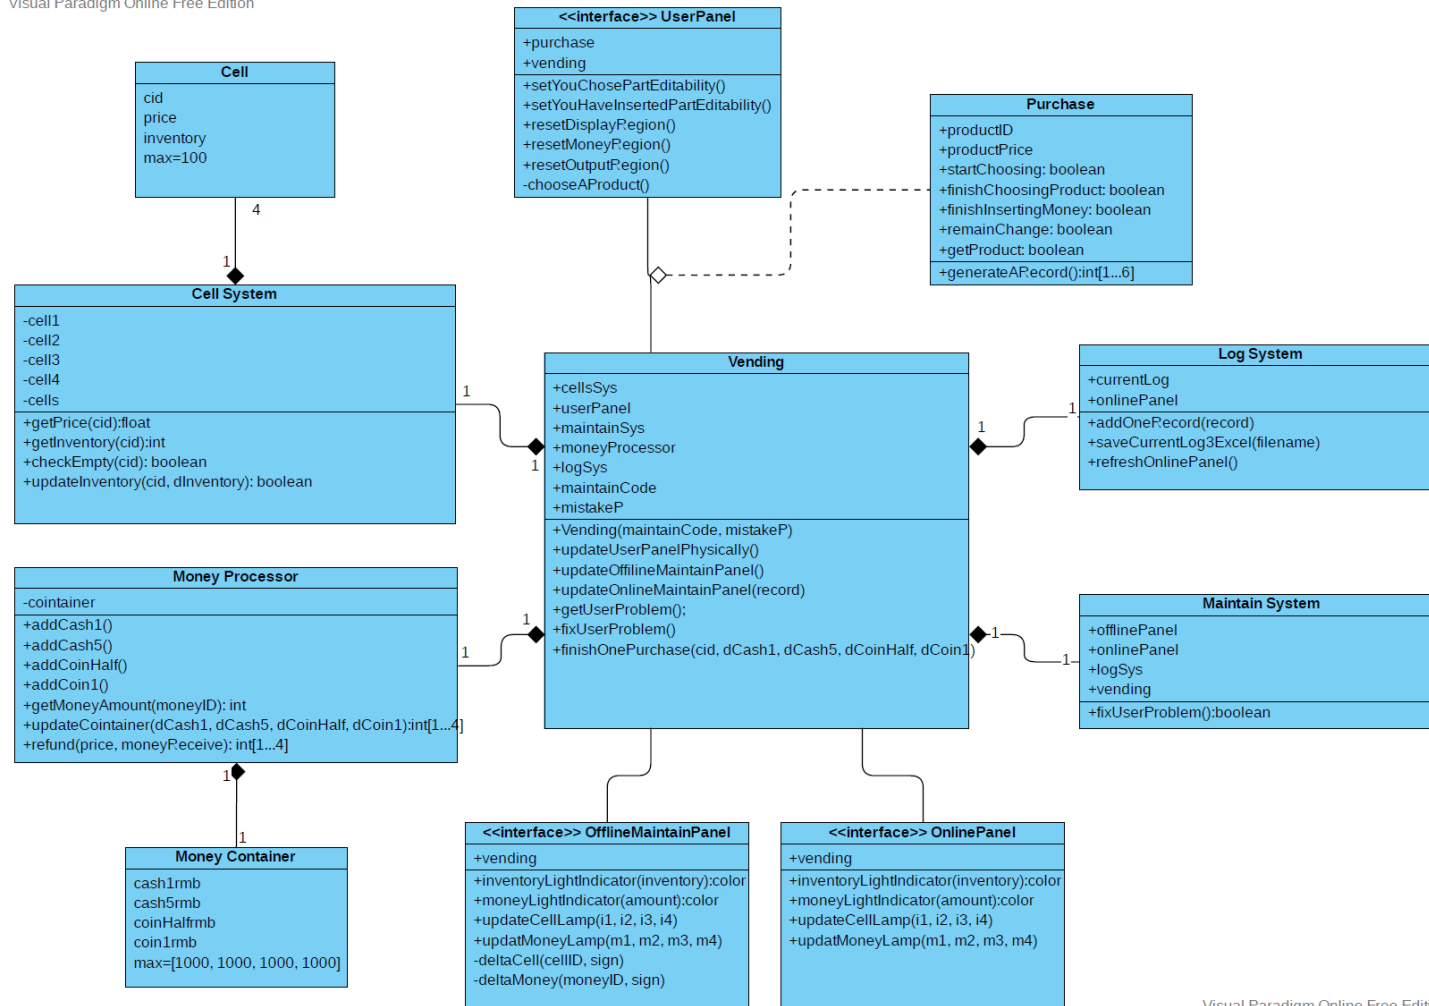 Visual Paradigm Online Free Edition
<<interface>> UserPanel
+purchase
+vending
+setYouChosePartEditability()
+setYouHaveInsertedPartEditability()
+resetDisplayRegion()
+resetMoneyRegion()
+resetOutputRegion()
-chooseAProduct()
Cell
cid
price
inventory
max=100
4
1
Purchase
+productID
+productPrice
+startChoosing: boolean
+finishChoosingProduct: boolean
+finishInsertingMoney: boolean
+remainChange: boolean
+getProduct: boolean
+generateARecord():int[1...6]
Cell System
-cell1
-cell2
-cell3
-cell4
-cells
+getPrice(cid):float
+getInventory(cid):int
+checkEmpty(cid): boolean
+updateInventory(cid, dInventory): boolean
1
1
Vending
+cellsSys
+userPanel
+maintainSys
+moneyProcessor
+logSys
+maintainCode
+mistakeP
+Vending(maintainCode, mistakeP)
+updateUserPanelPhysically()
+updateOffilineMaintainPanel()
+updateOnlineMaintainPanel(record)
+getUserProblem();
+fixUserProblem()
+finishOnePurchase(cid, dCash1, dCash5, dCoinHalf, dCoin1)
1
1
Log System
+currentLog
+onlinePanel
+addOneRecord(record)
+saveCurrentLog3Excel(filename)
+refreshOnlinePanel()
Money Processor
-cointainer
+addCash1()
+addCash5()
+addCoinHalf()
+addCoin1()
+getMoneyAmount(moneyID): int
+updateCointainer(dCash1, dCash5, dCoinHalf, dCoin1):int[1...4]
+refund(price, moneyReceive): int[1...4]
1
1
1
1
Maintain System
+offlinePanel
+onlinePanel
+logSys
+vending
+fixUserProblem():boolean
1
1
Money Container
cash1rmb
cash5rmb
coinHalfrmb
coin1rmb
max=[1000, 1000, 1000, 1000]
<<interface>> OfflineMaintainPanel
+vending
+inventoryLightIndicator(inventory):color
+moneyLightIndicator(amount):color
+updateCellLamp(i1, i2, i3, i4)
+updatMoneyLamp(m1, m2, m3, m4)
-deltaCell(cellID, sign)
-deltaMoney(moneyID, sign)
<<interface>> OnlinePanel
+vending
+inventoryLightIndicator(inventory):color
+moneyLightIndicator(amount):color
+updateCellLamp(i1, i2, i3, i4)
+updatMoneyLamp(m1, m2, m3, m4)
Visual Paradigm Online Free Editi